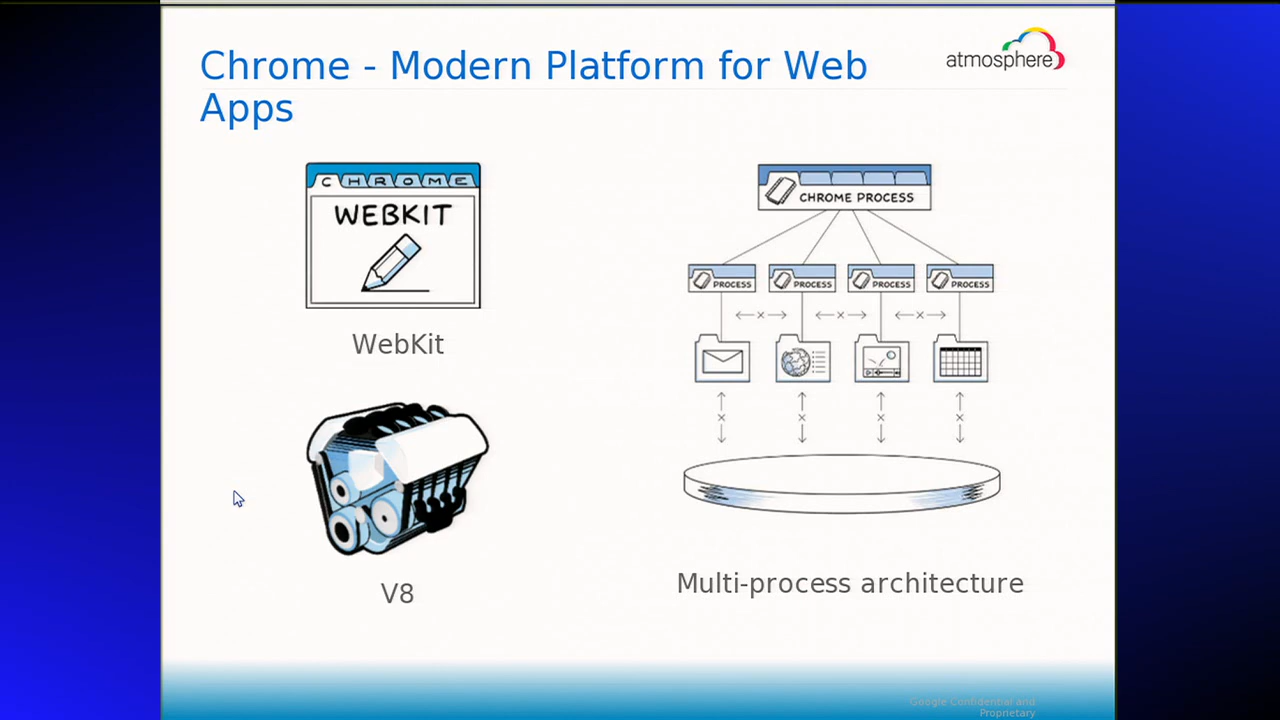 Chrome - Modern Platform for Web
Apps
atmosphere
CHROME
WEBKIT
WebKit
V8
CHROME PROCESS
PROCESS
PROCESS
PROCESS
PROCESS
Multi-process architecture
Google Confidential and
Proprietary